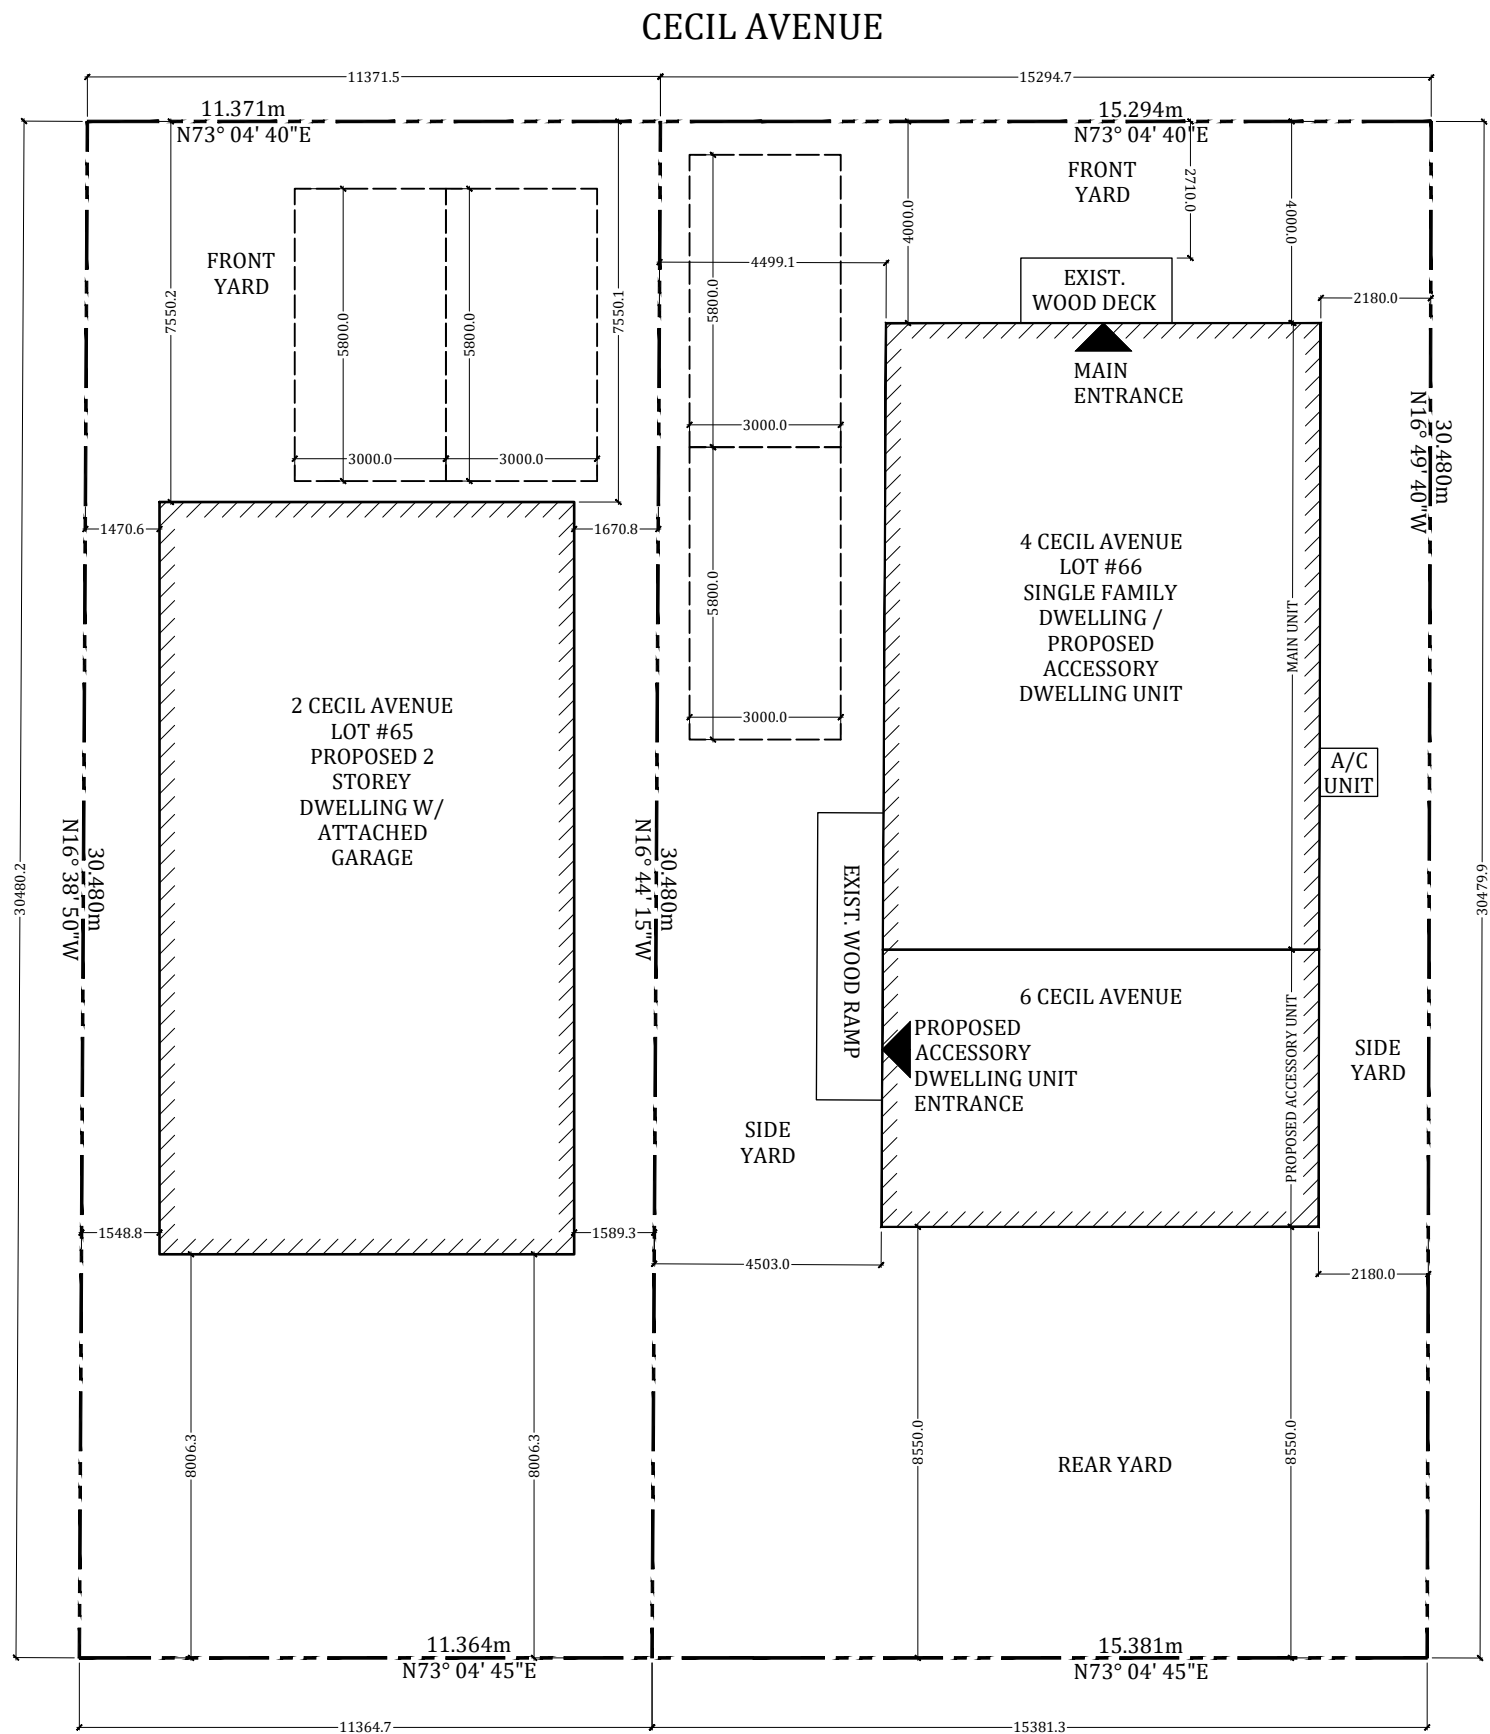 CECIL AVENUE
11371.5
15294.7
11.371m
N73° 04' 40"E
15.294m
N73° 04' 40"E
FRONT
YARD
2710.0
4000.0
4000.0
4499.1
FRONT
YARD
7550.2
5800.0
5800.0
7550.1
5800.0
EXIST.
WOOD DECK
2180.0
MAIN
ENTRANCE
3000.0
3000.0
3000.0
30.480m
N16° 49' 40"W
1470.6
1670.8
5800.0
4 CECIL AVENUE
LOT #66
SINGLE FAMILY
DWELLING /
PROPOSED
ACCESSORY
DWELLING UNIT
MAIN UNIT
3000.0
2 CECIL AVENUE
LOT #65
PROPOSED 2
STOREY
DWELLING W/
ATTACHED
GARAGE
A/C
UNIT
30480.2
30.480m
N16° 38' 50"W
30.480m
N16° 44' 15"W
30479.9
EXIST. WOOD RAMP
6 CECIL AVENUE
PROPOSED
ACCESSORY
DWELLING UNIT
ENTRANCE
PROPOSED ACCESSORY UNIT
SIDE
YARD
SIDE
YARD
1548.8
1589.3
4503.0
2180.0
8006.3
8006.3
8550.0
8550.0
REAR YARD
11.364m
N73° 04' 45"E
15.381m
N73° 04' 45"E
11364.7
15381.3